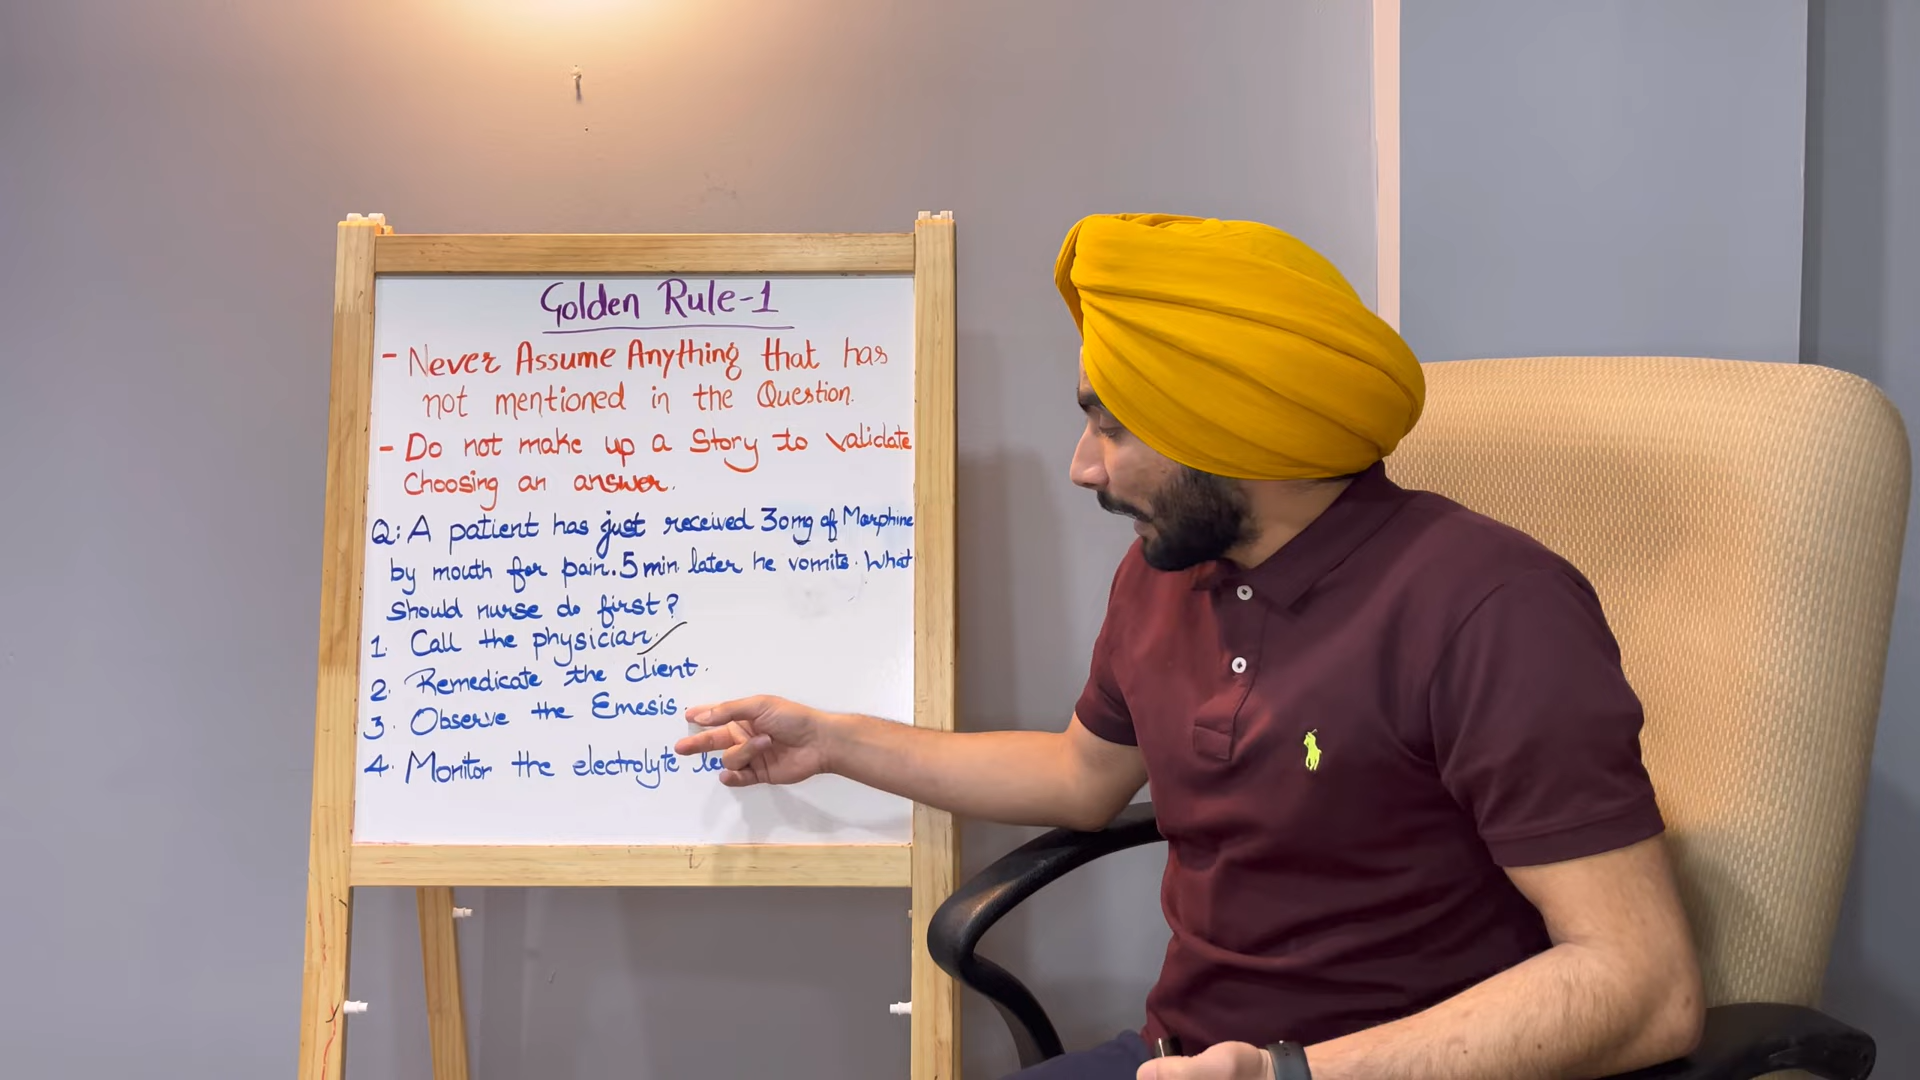 Golden Rule-1
- Never Assume Anything that has
not mentioned in the Question.
- Do not make up a Story to validate
Choosing an answer.
Q: A patient has just received 30mg of Morphine
by mouth for pain. 5 min later he vomits. What
should nurse do first?
1. Call the physician.
2. Remedicate the client.
3. Observe the Emesis.
4. Monitor the electrolyte